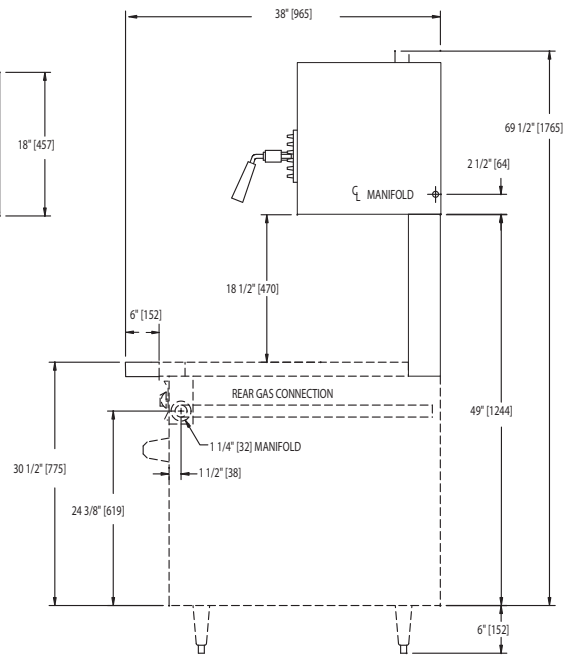 38" [965]
18" [457]
69 1/2" [1765]
2 1/2" [64]
CL MANIFOLD
18 1/2" [470]
6" [152]
REAR GAS CONNECTION
49" [1244]
1 1/4" [32] MANIFOLD
30 1/2" [775]
1 1/2" [38]
24 3/8" [619]
6" [152]